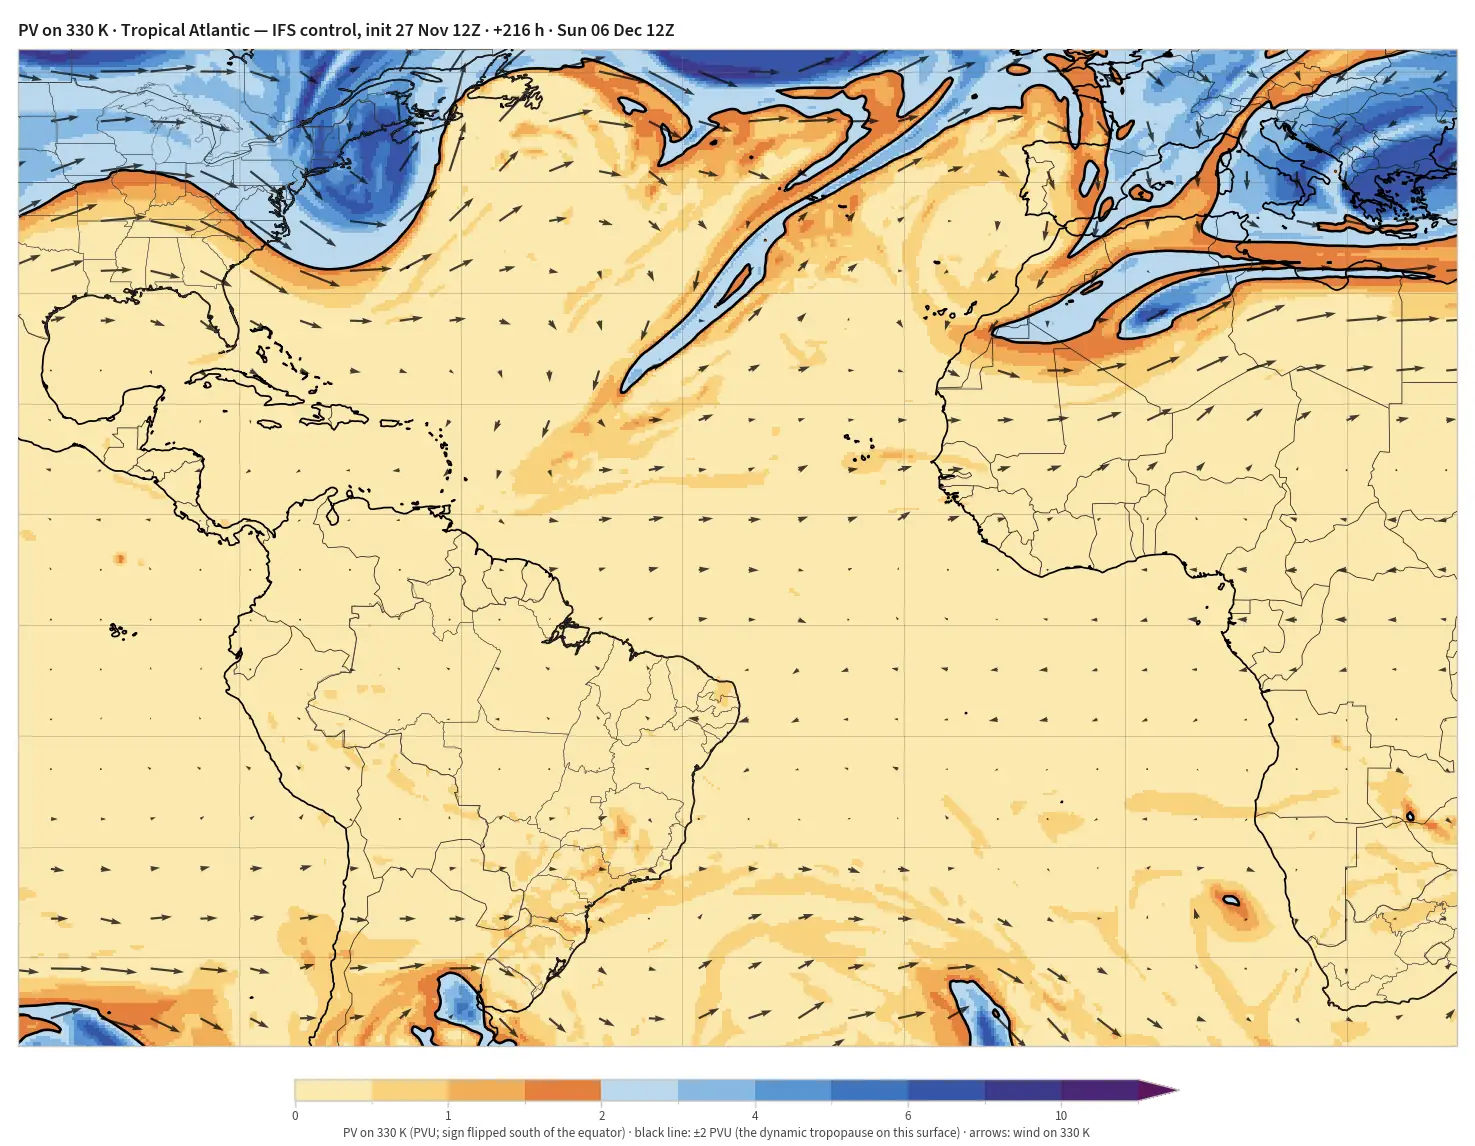 PV on 330 K · Tropical Atlantic — IFS control, init 27 Nov 12Z · +216 h · Sun 06 Dec 12Z
0 1 2 4 6 8 10
PV on 330 K (PVU; sign flipped south of the equator) · black line: ±2 PVU (the dynamic tropopause on this surface) · arrows: wind on 330 K